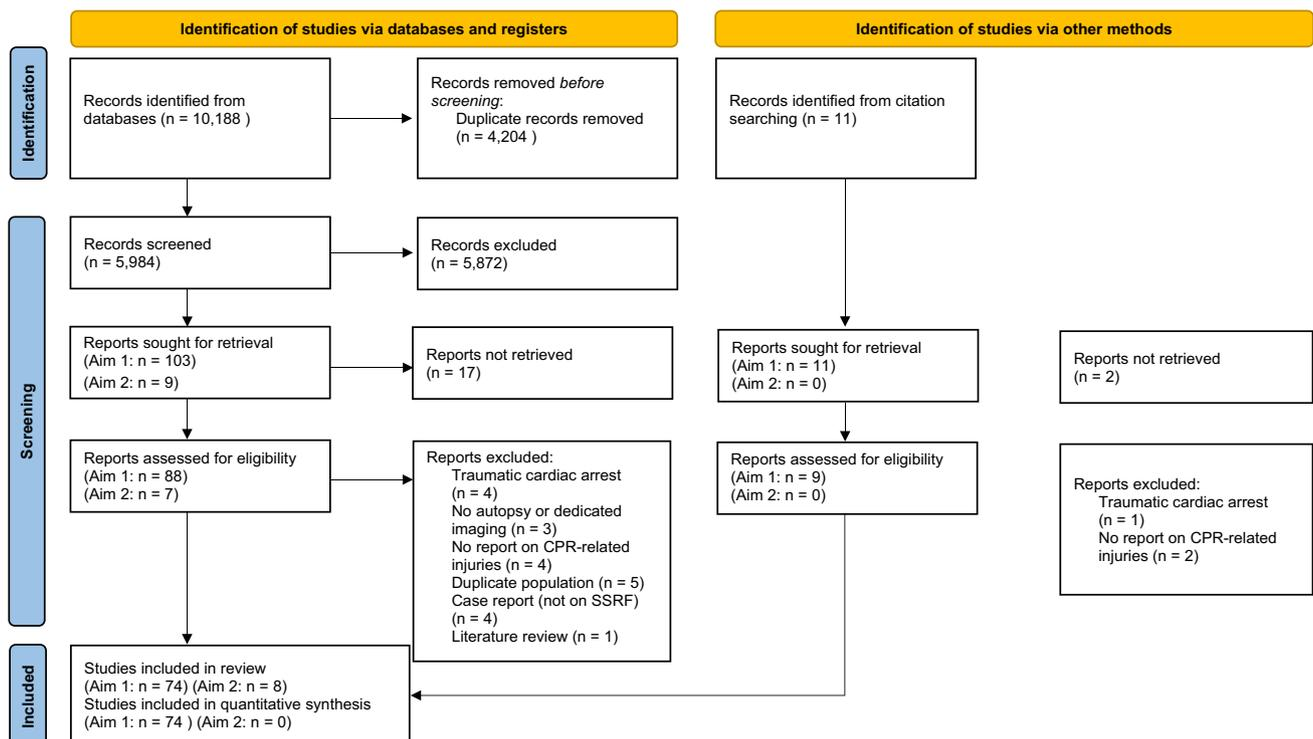 Identification of studies via databases and registers
Identification of studies via other methods
Identification
Records identified from
databases (n = 10,188 )
Records removed before
screening:
Duplicate records removed
(n = 4,204 )
Records identified from citation
searching (n = 11)
Screening
Records screened
(n = 5,984)
Records excluded
(n = 5,872)
Reports sought for retrieval
(Aim 1: n = 103)
(Aim 2: n = 9)
Reports not retrieved
(n = 17)
Reports sought for retrieval
(Aim 1: n = 11)
(Aim 2: n = 0)
Reports not retrieved
(n = 2)
Reports assessed for eligibility
(Aim 1: n = 88)
(Aim 2: n = 7)
Reports excluded:
Traumatic cardiac arrest
(n = 4)
No autopsy or dedicated
imaging (n = 3)
No report on CPR-related
injuries (n = 4)
Duplicate population (n = 5)
Case report (not on SSRF)
(n = 4)
Literature review (n = 1)
Reports assessed for eligibility
(Aim 1: n = 9)
(Aim 2: n = 0)
Reports excluded:
Traumatic cardiac arrest
(n = 1)
No report on CPR-related
injuries (n = 2)
Included
Studies included in review
(Aim 1: n = 74) (Aim 2: n = 8)
Studies included in quantitative synthesis
(Aim 1: n = 74 ) (Aim 2: n = 0)